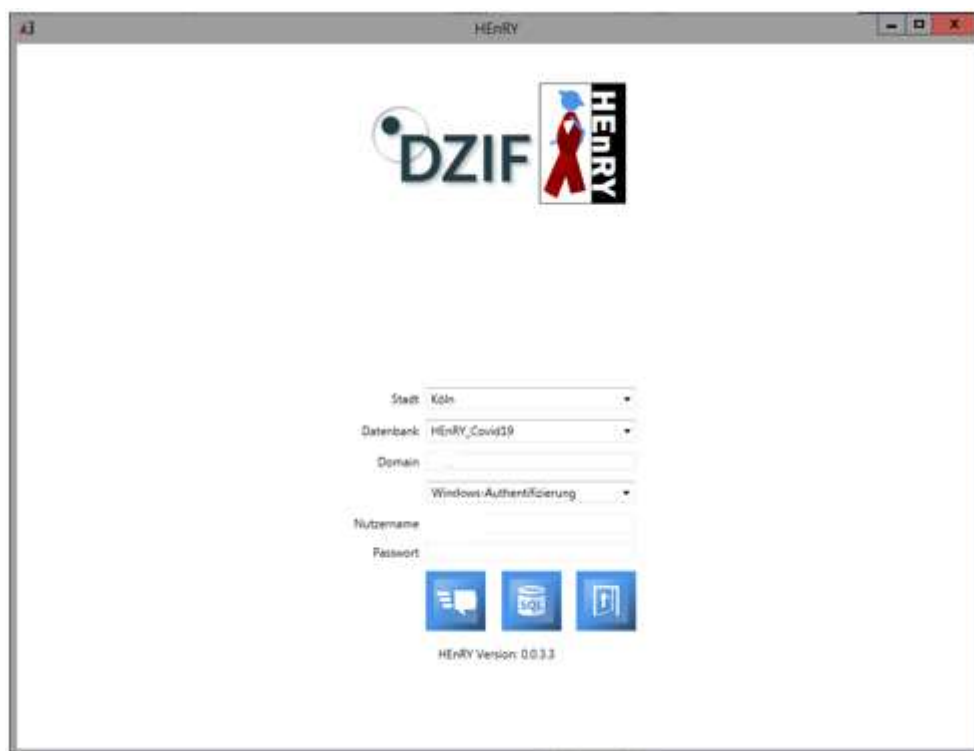 HEnRY
DZIF
HEnRY
Stadt Köln
Datenbank HEnRY_Covid19
Domain
Windows-Authentifizierung
Nutzername
Passwort
SQL
HEnRY Version: 0.0.3.3